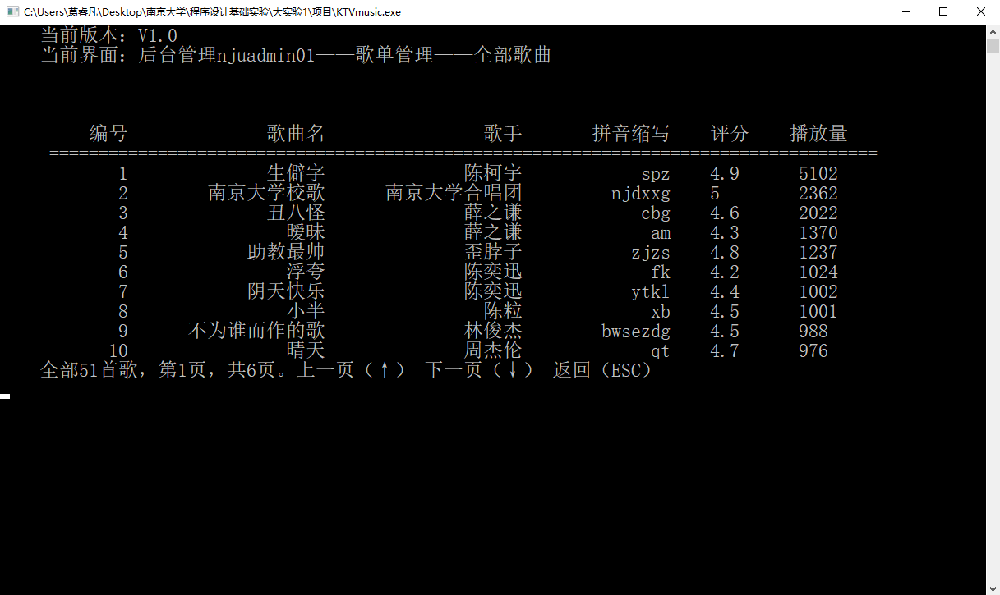 C:\Users\葛睿凡\Desktop\南京大学\程序设计基础实验\大实验1\项目\KTVmusic.exe
当前版本：V1.0
当前界面：后台管理njuadmin01——歌单管理——全部歌曲
编号 歌曲名 歌手 拼音缩写 评分 播放量
====================================================================================
1 生僻字 陈柯宇 spz 4.9 5102
2 南京大学校歌 南京大学合唱团 njdxxg 5 2362
3 丑八怪 薛之谦 cbg 4.6 2022
4 暧昧 薛之谦 am 4.3 1370
5 助教最帅 歪脖子 zjzs 4.8 1237
6 浮夸 陈奕迅 fk 4.2 1024
7 阴天快乐 陈奕迅 ytkl 4.4 1002
8 小半 陈粒 xb 4.5 1001
9 不为谁而作的歌 林俊杰 bwsezdg 4.5 988
10 晴天 周杰伦 qt 4.7 976
全部51首歌，第1页，共6页。上一页（↑） 下一页（↓） 返回（ESC）